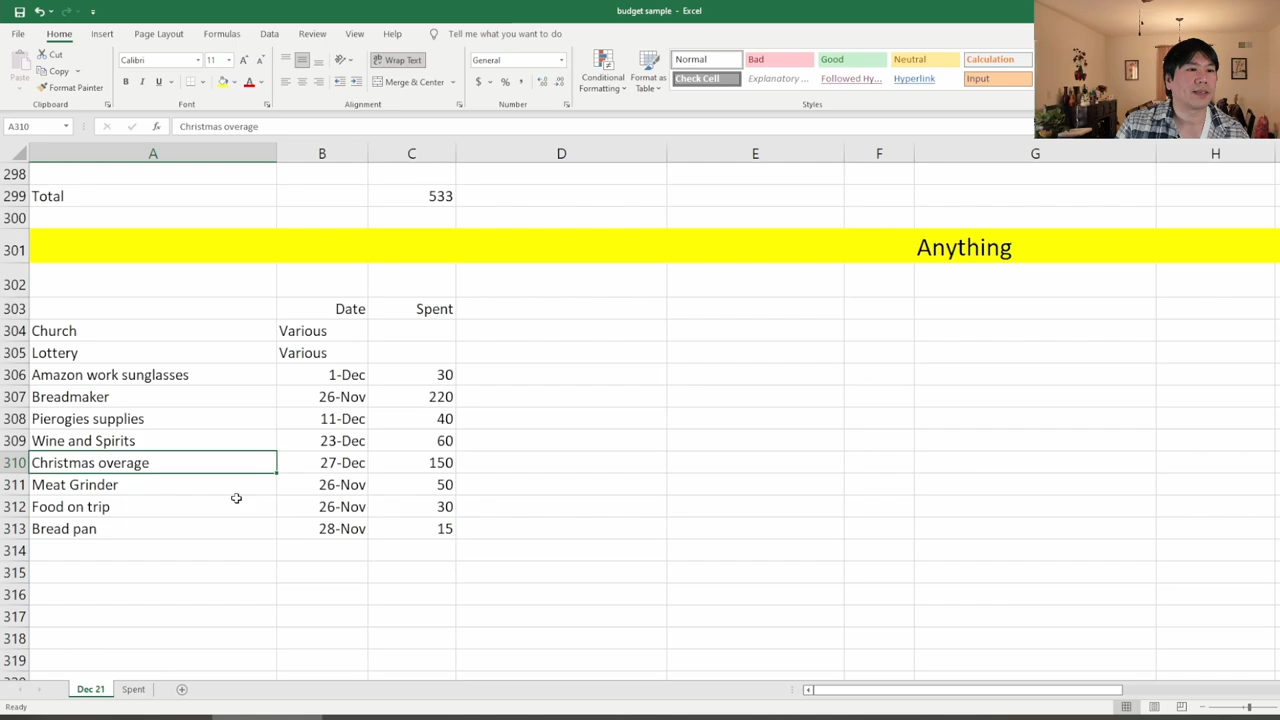 budget sample - Excel
File Home Insert Page Layout Formulas Data Review View Help Tell me what you want to do
Paste Cut Calibri 11 Wrap Text General Conditional Formatting Format as Table Normal Bad Good Neutral Calculation
Copy Format Painter B I U Merge & Center $ % , Check Cell Explanatory ... Followed Hy... Hyperlink Input
Clipboard Font Alignment Number Styles
A310 fx Christmas overage
A B C D E F G H
298
299 Total 533
300
301 Anything
302
303 Date Spent
304 Church Various
305 Lottery Various
306 Amazon work sunglasses 1-Dec 30
307 Breadmaker 26-Nov 220
308 Pierogies supplies 11-Dec 40
309 Wine and Spirits 23-Dec 60
310 Christmas overage 27-Dec 150
311 Meat Grinder 26-Nov 50
312 Food on trip 26-Nov 30
313 Bread pan 28-Nov 15
314
315
316
317
318
319
Dec 21 Spent
Ready